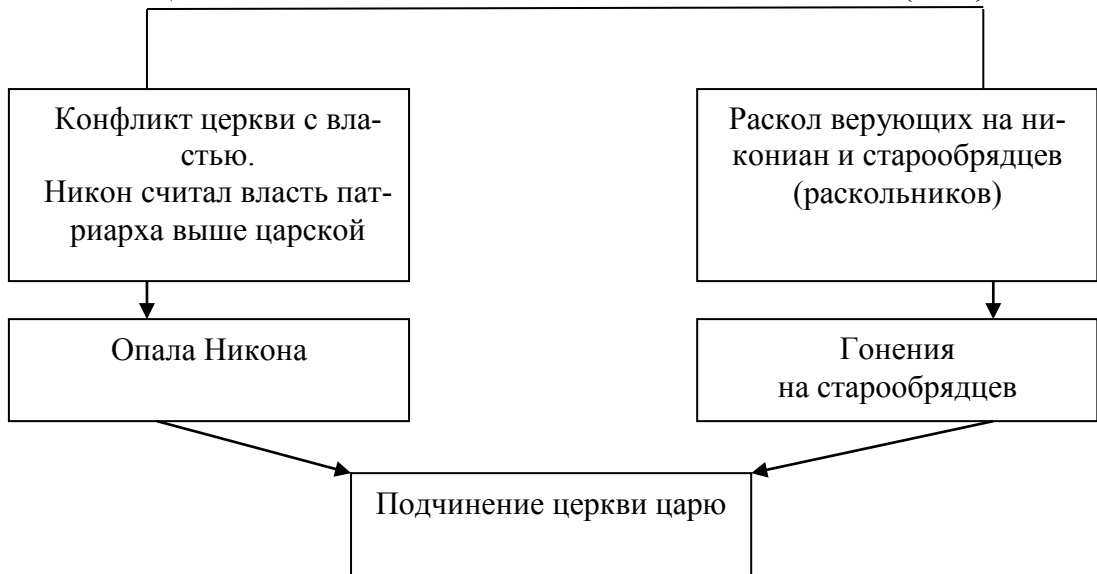 Конфликт церкви с вла-
стью.
Никон считал власть пат-
риарха выше царской
Раскол верующих на ни-
кониан и старообрядцев
(раскольников)
Опала Никона
Гонения
на старообрядцев
Подчинение церкви царю